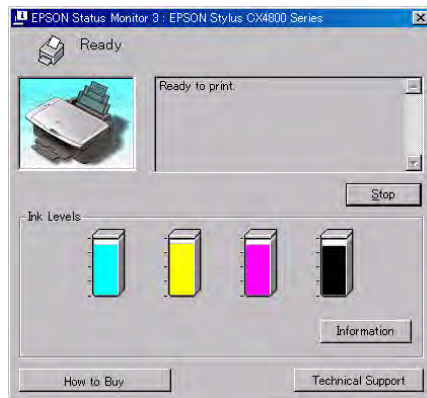 EPSON Status Monitor 3 : EPSON Stylus CX4800 Series
Ready
Ready to print.
Stop
Ink Levels
Information
How to Buy
Technical Support